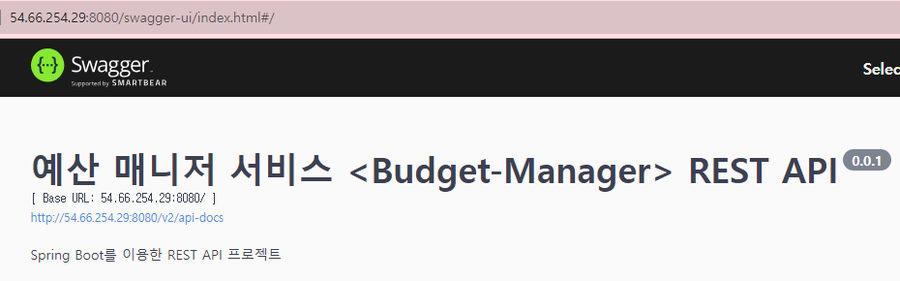 54.66.254.29:8080/swagger-ui/index.html#/
Swagger.
Supported by SMARTBEAR
Selec
예산 매니저 서비스 <Budget-Manager> REST API 0.0.1
[ Base URL: 54.66.254.29:8080/ ]
http://54.66.254.29:8080/v2/api-docs
Spring Boot를 이용한 REST API 프로젝트